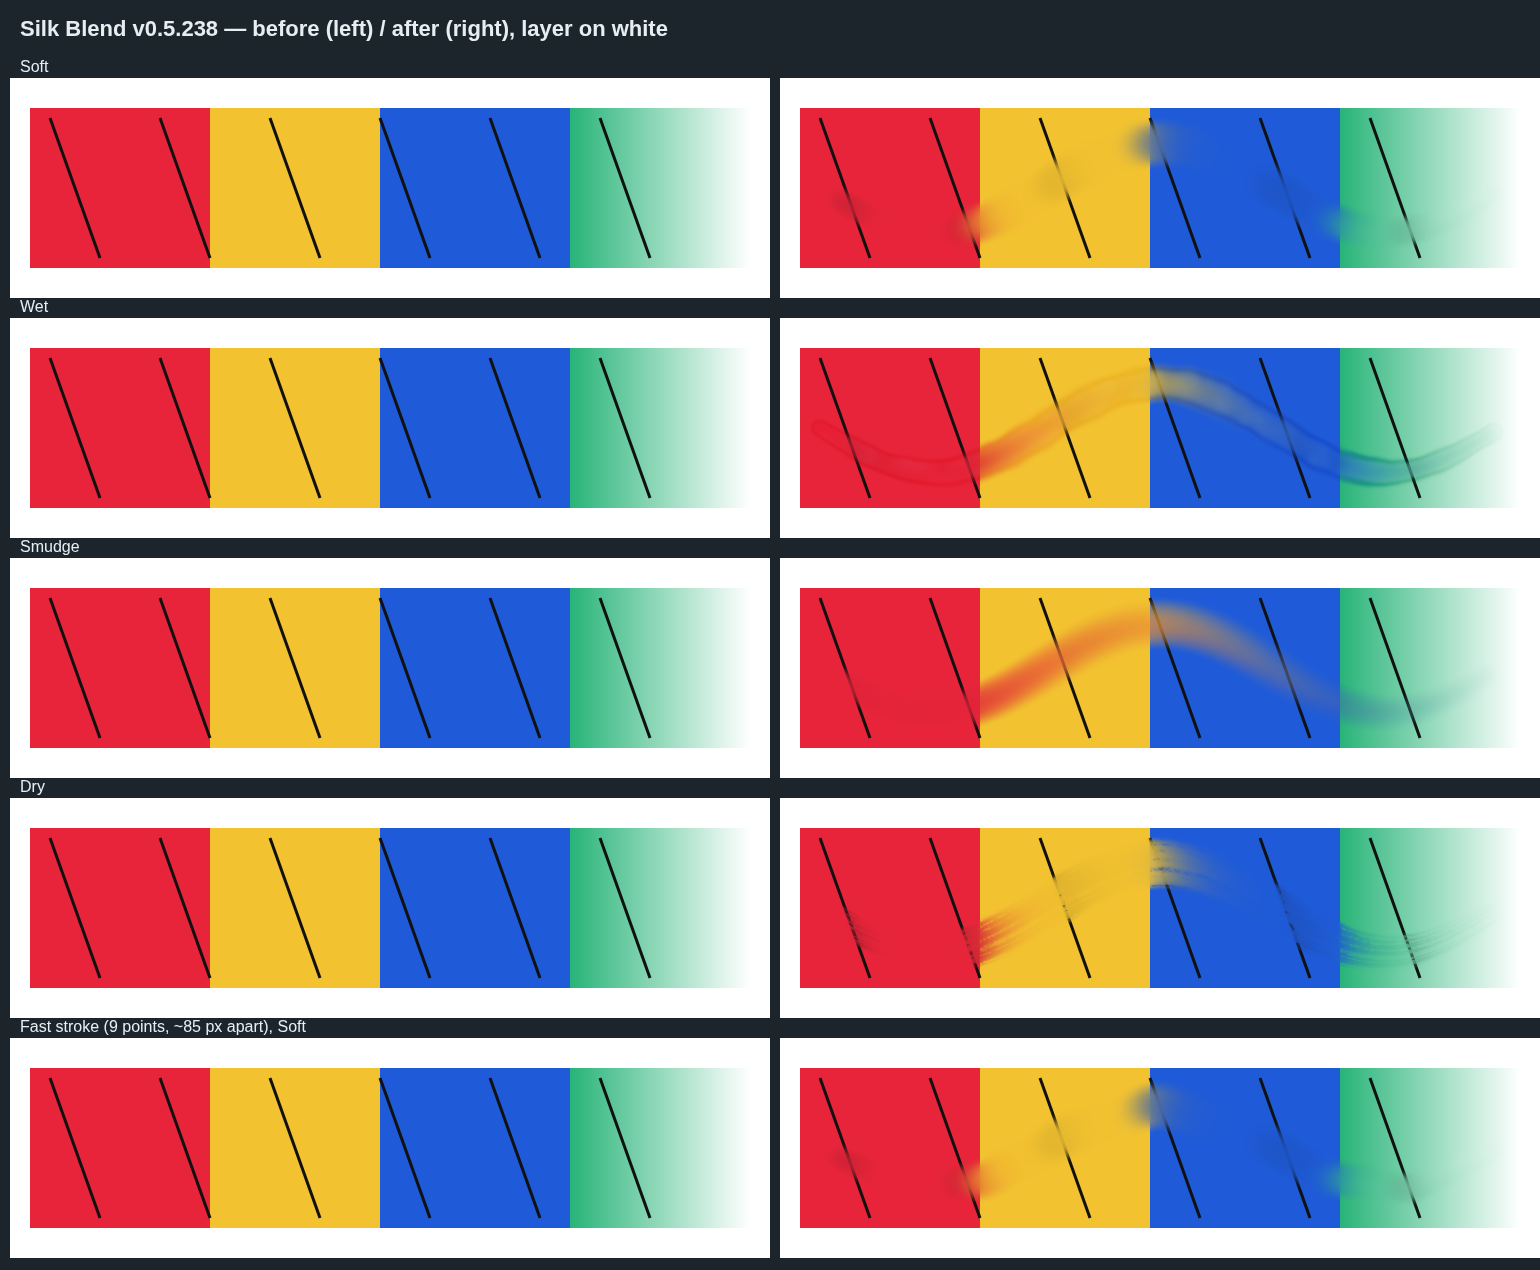 Silk Blend v0.5.238 — before (left) / after (right), layer on white
Soft
Wet
Smudge
Dry
Fast stroke (9 points, ~85 px apart), Soft